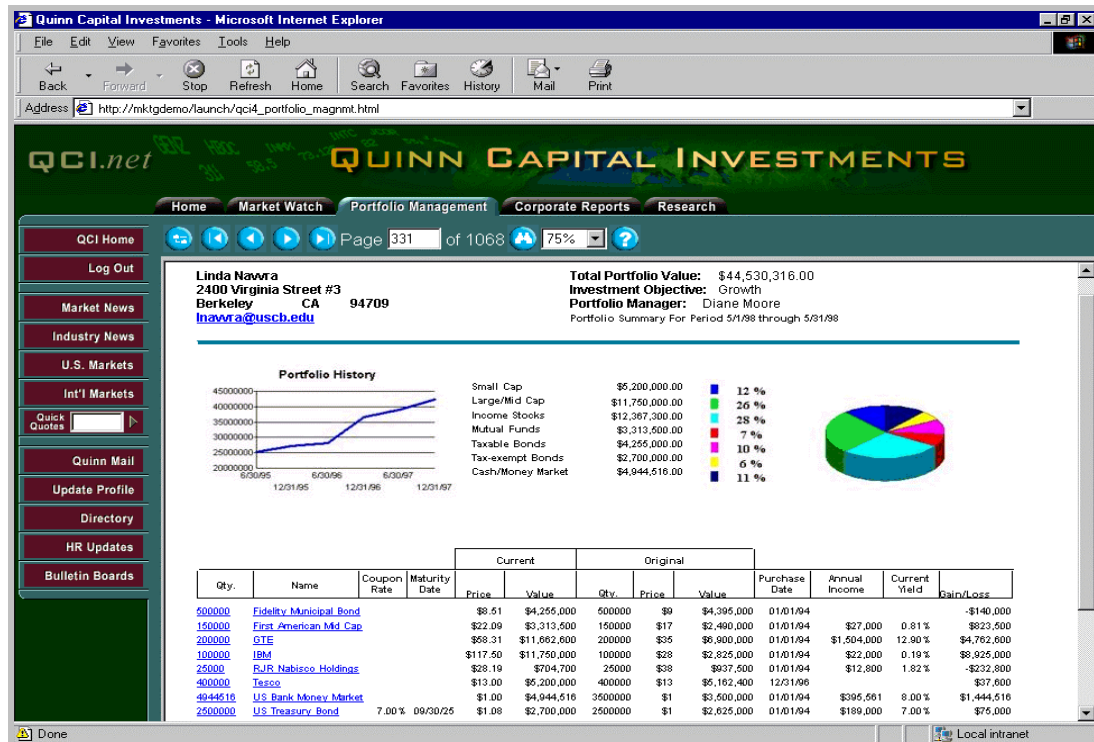 Quinn Capital Investments - Microsoft Internet Explorer
File Edit View Favorites Tools Help
Back Forward Stop Refresh Home Search Favorites History Mail Print
Address http://mktgdemo/launch/qci4_portfolio_magnmt.html
QCI.net QUINN CAPITAL INVESTMENTS
Home Market Watch Portfolio Management Corporate Reports Research
Page 331 of 1068 75% ?
QCI Home
Log Out
Market News
Industry News
U.S. Markets
Int'l Markets
Quick Quotes
Quinn Mail
Update Profile
Directory
HR Updates
Bulletin Boards
Linda Navvra
2400 Virginia Street #3
Berkeley CA 94709
lnavvra@uscb.edu
Total Portfolio Value: $44,530,316.00
Investment Objective: Growth
Portfolio Manager: Diane Moore
Portfolio Summary For Period 5/1/98 through 5/31/98
Portfolio History
45000000
40000000
35000000
30000000
25000000
20000000
6/30/95 6/30/96 6/30/97
12/31/95 12/31/96 12/31/97
Small Cap $5,200,000.00 12 %
Large/Mid Cap $11,750,000.00 26 %
Income Stocks $12,367,300.00 28 %
Mutual Funds $3,313,500.00 7 %
Taxable Bonds $4,255,000.00 10 %
Tax-exempt Bonds $2,700,000.00 6 %
Cash/Money Market $4,944,516.00 11 %
Current Original
Qty. Name Coupon Rate Maturity Date Price Value Qty. Price Value Purchase Date Annual Income Current Yield Gain/Loss
500000 Fidelity Municipal Bond $8.51 $4,255,000 500000 $9 $4,395,000 01/01/94 -$140,000
150000 First American Mid Cap $22.09 $3,313,500 150000 $17 $2,490,000 01/01/94 $27,000 0.81% $823,500
200000 GTE $58.31 $11,662,600 200000 $35 $6,900,000 01/01/94 $1,504,000 12.90% $4,762,600
100000 IBM $117.50 $11,750,000 100000 $28 $2,825,000 01/01/94 $22,000 0.19% $8,925,000
25000 RJR Nabisco Holdings $28.19 $704,700 25000 $38 $937,500 01/01/94 $12,800 1.82% -$232,800
400000 Tesco $13.00 $5,200,000 400000 $13 $5,162,400 12/31/96 $37,600
4944516 US Bank Money Market $1.00 $4,944,516 3500000 $1 $3,500,000 01/01/94 $395,561 8.00% $1,444,516
2500000 US Treasury Bond 7.00% 09/30/25 $1.08 $2,700,000 2500000 $1 $2,625,000 01/01/94 $189,000 7.00% $75,000
Done Local intranet